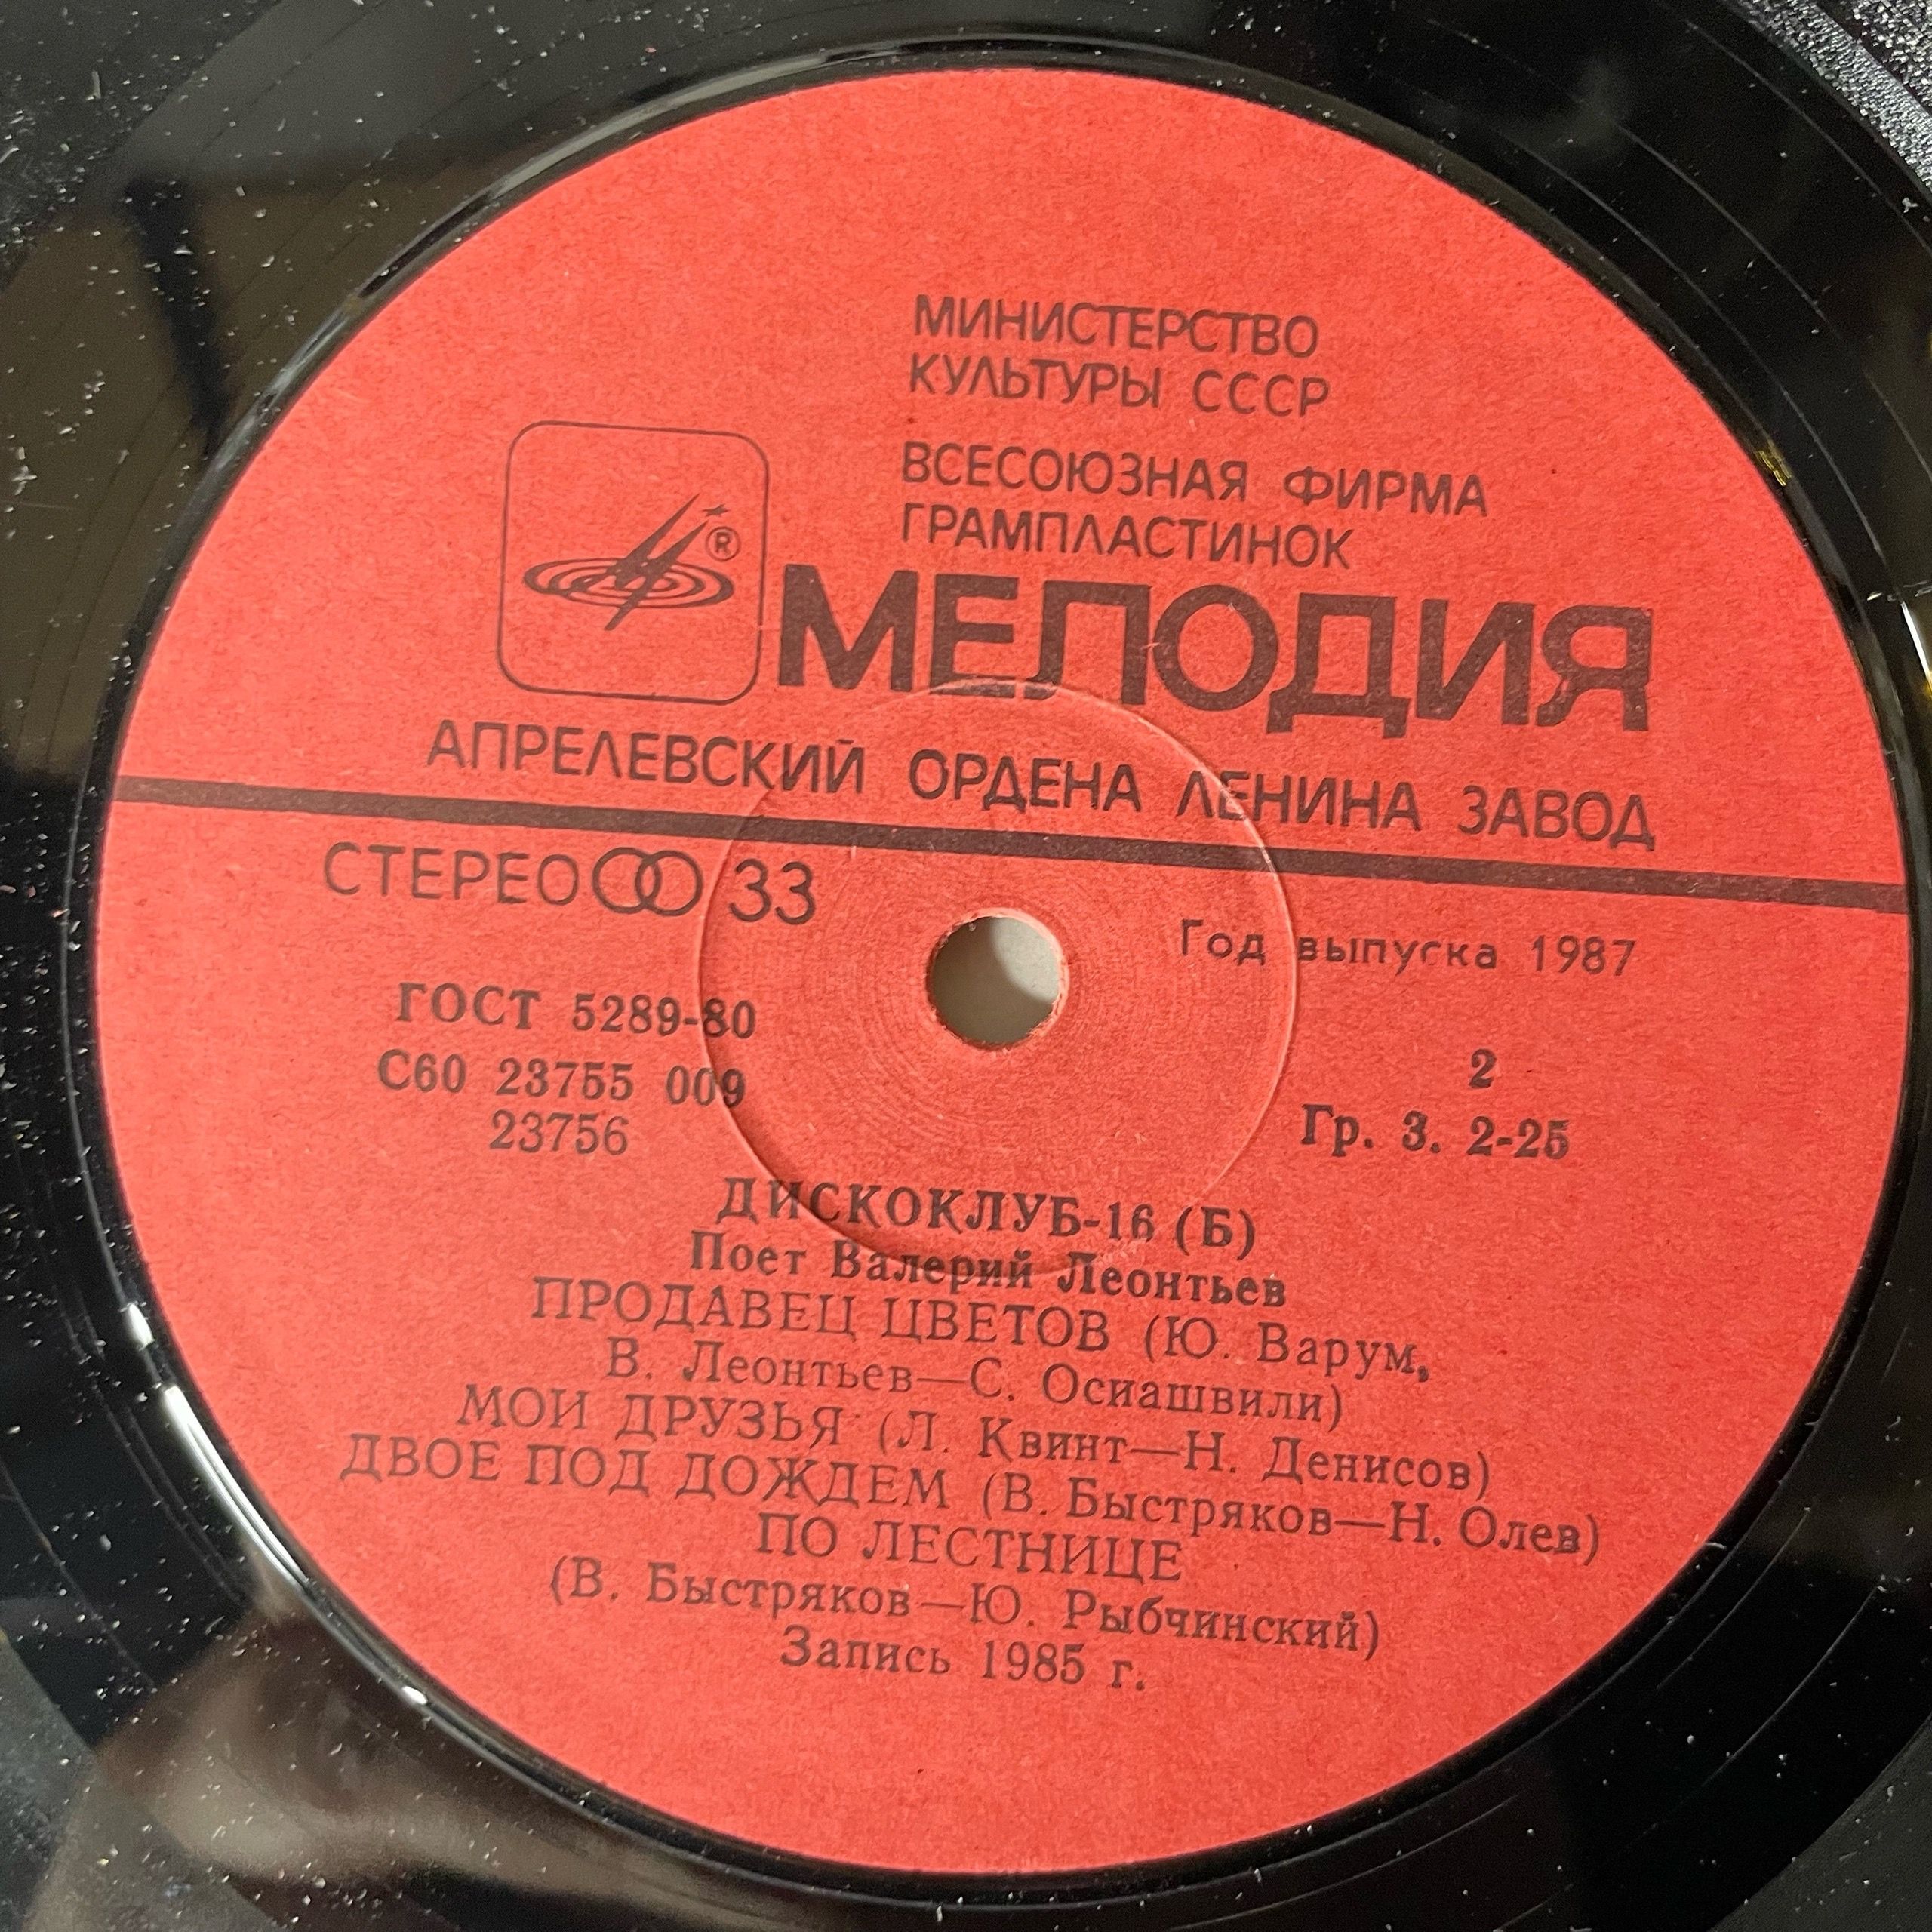 МИНИСТЕРСТВО
КУЛЬТУРЫ СССР
ВСЕСОЮЗНАЯ ФИРМА
ГРАМПЛАСТИНОК
®
МЕЛОДИЯ
АПРЕЛЕВСКИЙ ОРДЕНА ЛЕНИНА ЗАВОД
СТЕРЕО 33
Год выпуска 1987
ГОСТ 5289-80
С60 23755 009
23756
2
Гр. 3. 2-25
ДИСКОКЛУБ-16 (Б)
Поет Валерий Леонтьев
ПРОДАВЕЦ ЦВЕТОВ (Ю. Варум,
В. Леонтьев—С. Осиашвили)
МОИ ДРУЗЬЯ (Л. Квинт—Н. Денисов)
ДВОЕ ПОД ДОЖДЕМ (В. Быстряков—Н. Олев)
ПО ЛЕСТНИЦЕ
(В. Быстряков—Ю. Рыбчинский)
Запись 1985 г.